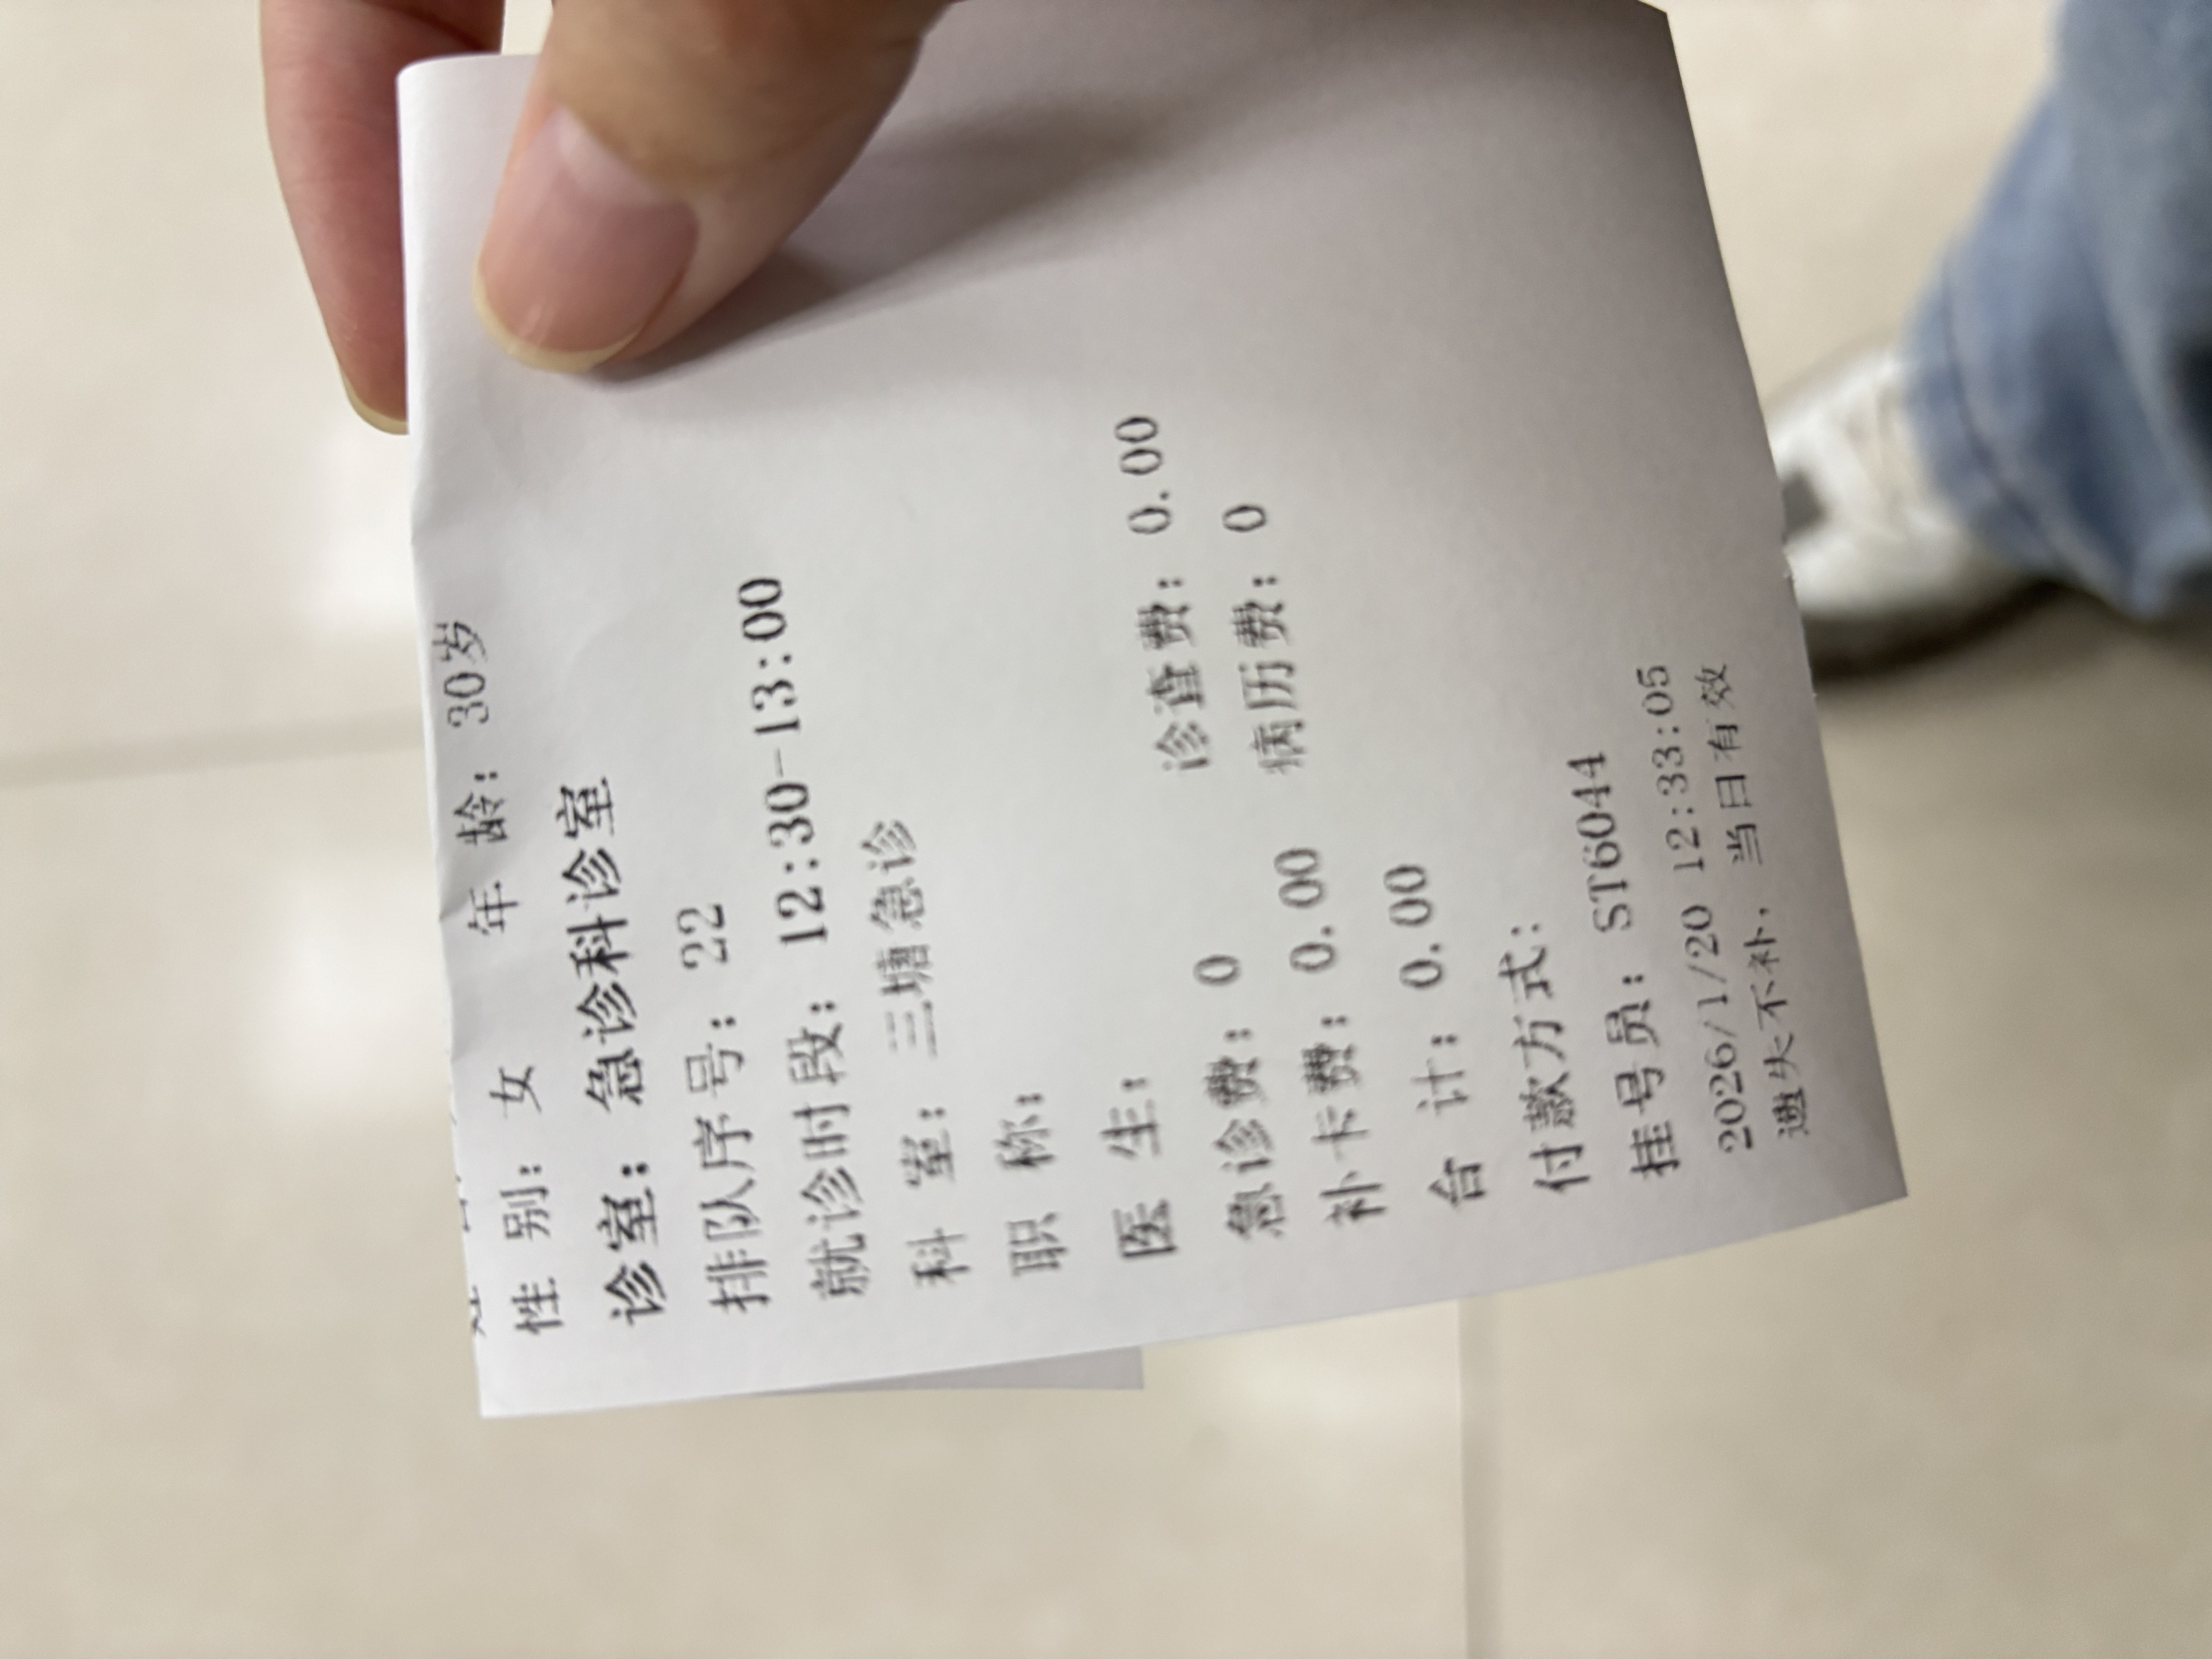 性 别： 女 年 龄： 30岁
诊室： 急诊科诊室
排队序号： 22
就诊时段： 12:30-13:00
科 室： 三塘急诊
职 称：
医 生： 诊查费： 0.00
急诊费： 0 病历费： 0
补卡费： 0.00
合 计： 0.00
付款方式：
挂号员： ST6044
2026/1/20 12:33:05
遗失不补， 当日有效